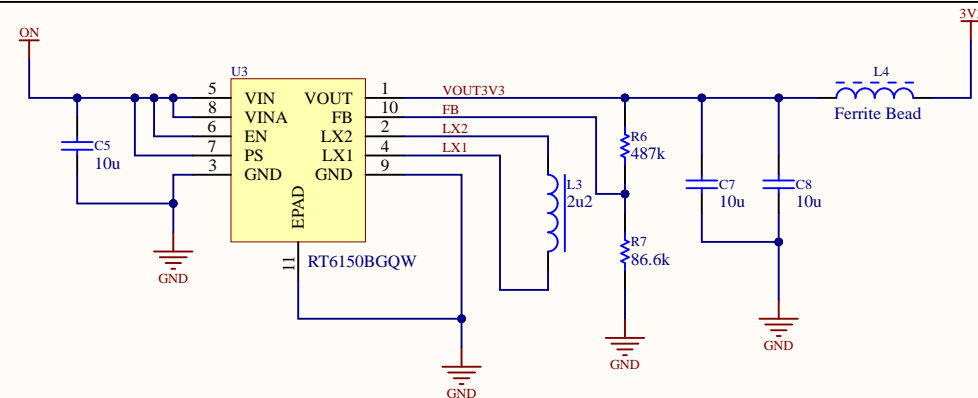 ON
3V3
U3
L4
5 VIN VOUT 1 VOUT3V3
8 VINA FB 10 FB
6 EN LX2 2 LX2
7 PS LX1 4 LX1
3 GND GND 9
EPAD
11
RT6150BGQW
C5
10u
GND
GND
L3
2u2
R6
487k
R7
86.6k
GND
C7
10u
C8
10u
GND
Ferrite Bead